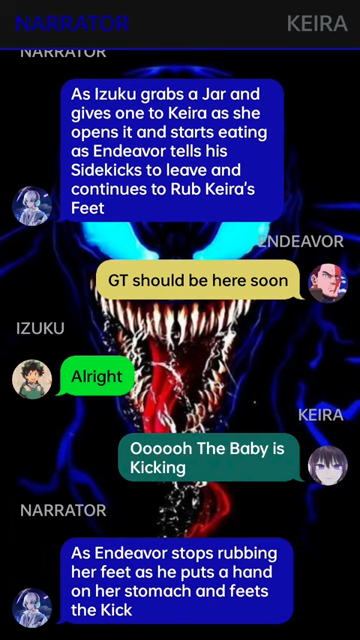 NARRATOR
KEIRA
NARRATOR
As Izuku grabs a Jar and
gives one to Keira as she
opens it and starts eating
as Endeavor tells his
Sidekicks to leave and
continues to Rub Keira's
Feet
ENDEAVOR
GT should be here soon
IZUKU
Alright
KEIRA
Oooooh The Baby is
Kicking
NARRATOR
As Endeavor stops rubbing
her feet as he puts a hand
on her stomach and feets
the Kick